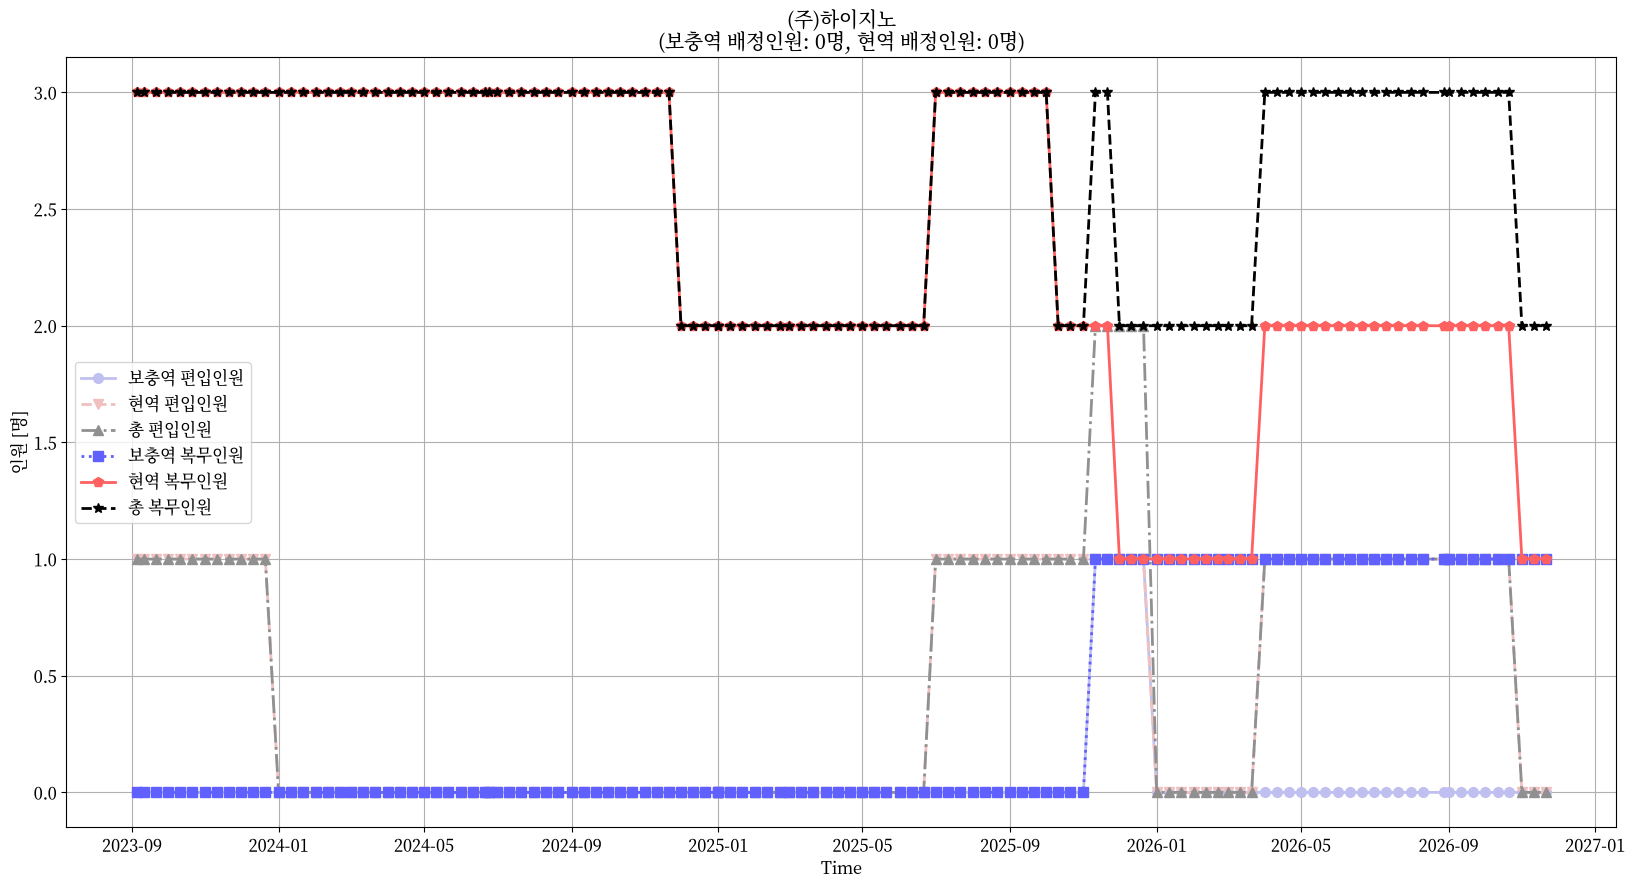 (주)하이지노
(보충역 배정인원: 0명, 현역 배정인원: 0명)
3.0
2.5
2.0
1.5
1.0
0.5
0.0
인원 [명]
보충역 편입인원
현역 편입인원
총 편입인원
보충역 복무인원
현역 복무인원
총 복무인원
2023-09 2024-01 2024-05 2024-09 2025-01 2025-05 2025-09 2026-01 2026-05 2026-09 2027-01
Time